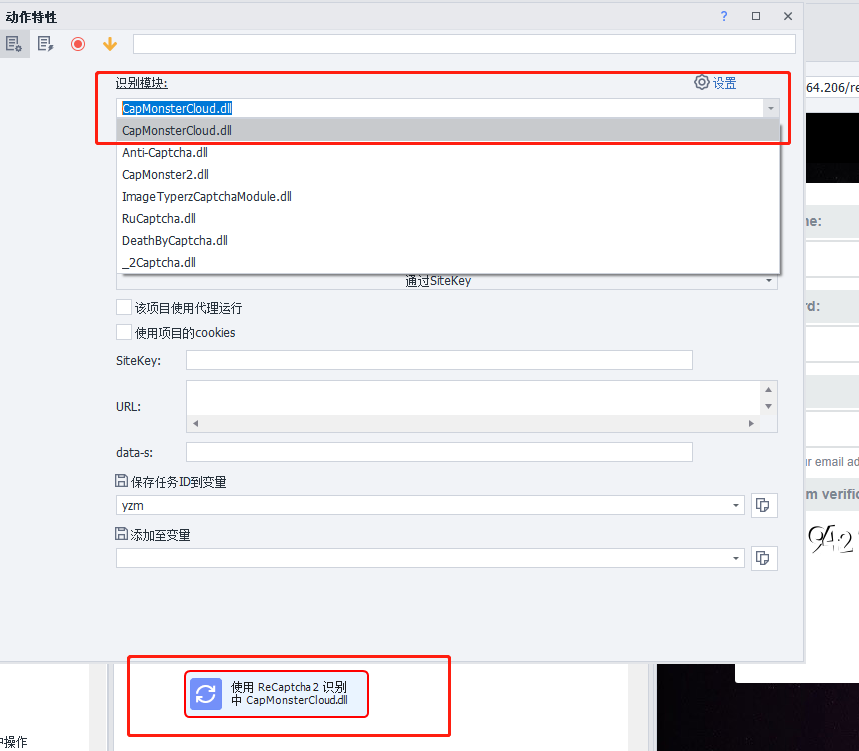 动作特性
?
识别模块:
设置
CapMonsterCloud.dll
CapMonsterCloud.dll
Anti-Captcha.dll
CapMonster2.dll
ImageTyperzCaptchaModule.dll
RuCaptcha.dll
DeathByCaptcha.dll
_2Captcha.dll
通过SiteKey
该项目使用代理运行
使用项目的cookies
SiteKey:
URL:
data-s:
保存任务ID到变量
yzm
添加至变量
使用 ReCaptcha2 识别
中 CapMonsterCloud.dll
操作
64.206/re
me:
rd:
ur email ad
m verific